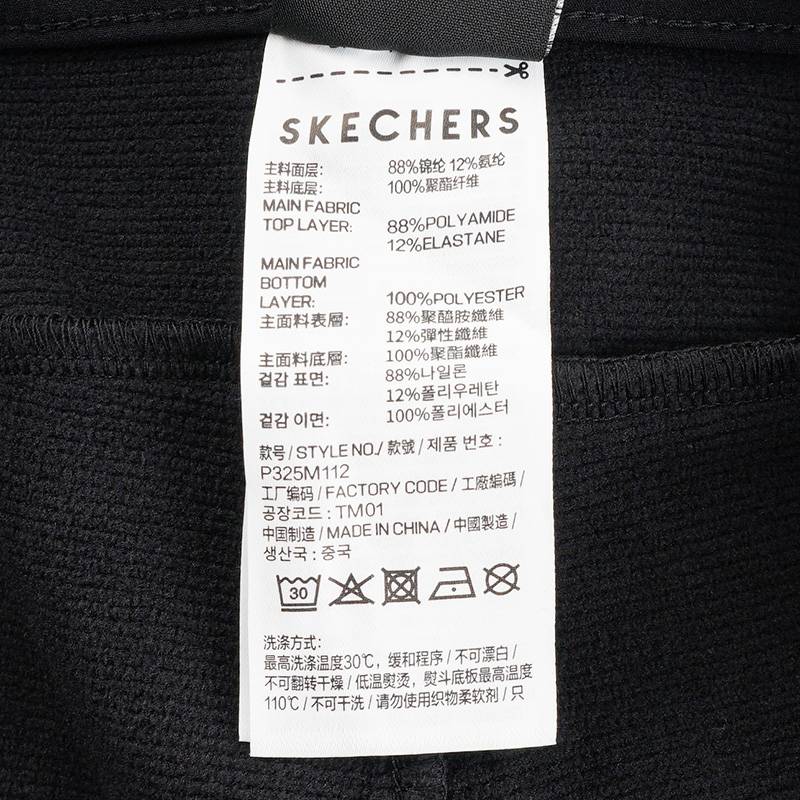 SKECHERS
主料面层: 88%锦纶 12%氨纶
主料底层: 100%聚酯纤维
MAIN FABRIC
TOP LAYER: 88%POLYAMIDE
12%ELASTANE
MAIN FABRIC
BOTTOM
LAYER: 100%POLYESTER
主面料表層: 88%聚醯胺纖維
12%彈性纖維
主面料底層: 100%聚酯纖維
겉감 표면: 88%나일론
12%폴리우레탄
겉감 이면: 100%폴리에스터
款号 / STYLE NO./ 款號 / 제품 번호 :
P325M112
工厂编码 / FACTORY CODE / 工廠編碼 /
공장코드 : TM01
中国制造 / MADE IN CHINA / 中國製造 /
생산국 : 중국
30
洗涤方式:
最高洗涤温度30℃, 缓和程序 / 不可漂白 /
不可翻转干燥 / 低温熨烫, 熨斗底板最高温度
110℃ / 不可干洗 / 请勿使用织物柔软剂 / 只